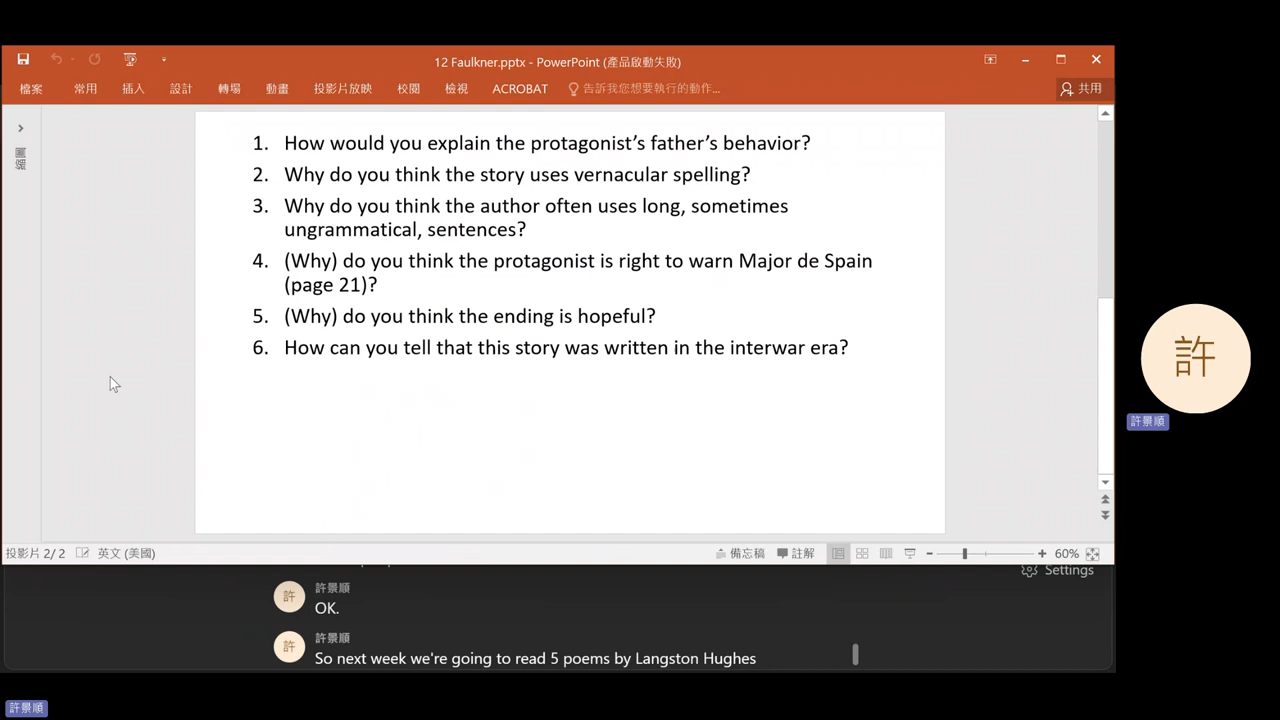 12 Faulkner.pptx - PowerPoint (產品啟動失敗)
檔案 常用 插入 設計 轉場 動畫 投影片放映 校閱 檢視 ACROBAT 告訴我您想要執行的動作... 共用
1. How would you explain the protagonist’s father’s behavior?
2. Why do you think the story uses vernacular spelling?
3. Why do you think the author often uses long, sometimes
ungrammatical, sentences?
4. (Why) do you think the protagonist is right to warn Major de Spain
(page 21)?
5. (Why) do you think the ending is hopeful?
6. How can you tell that this story was written in the interwar era?
許
許景順
投影片 2/ 2 英文 (美國) 備忘稿 註解 60%
Settings
許 許景順
OK.
許 許景順
So next week we're going to read 5 poems by Langston Hughes
許景順